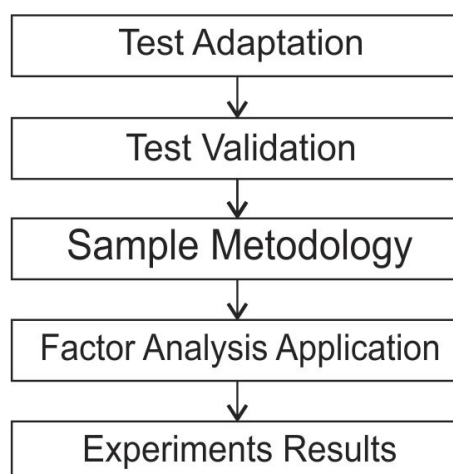 Test Adaptation
Test Validation
Sample Metodology
Factor Analysis Application
Experiments Results